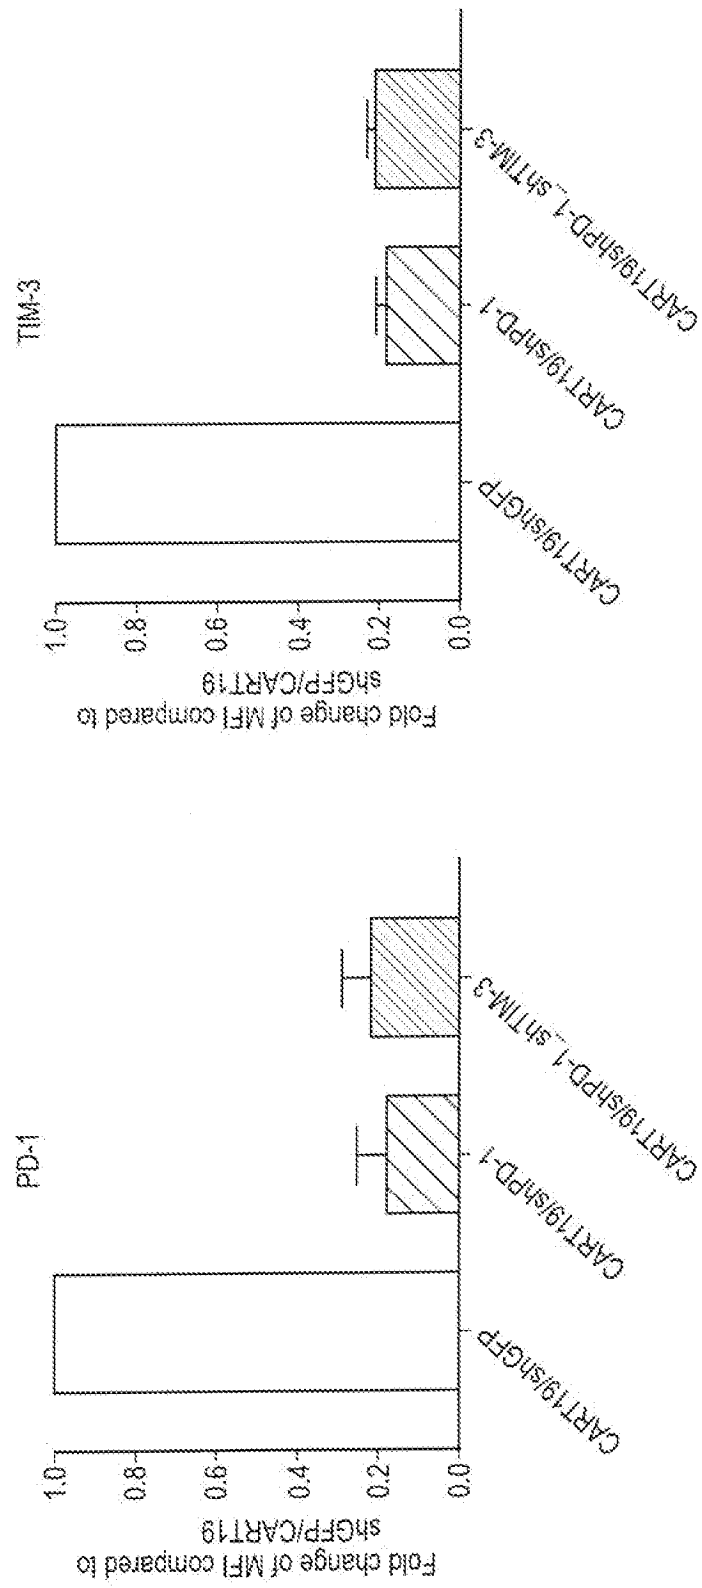 PD-1
Fold change of MFI compared to
shGFP/CART19
1.0
0.8
0.6
0.4
0.2
0.0
CART19/shGFP
CART19/shPD-1
CART19/shPD-1_shTIM-3
TIM-3
Fold change of MFI compared to
shGFP/CART19
1.0
0.8
0.6
0.4
0.2
0.0
CART19/shGFP
CART19/shPD-1
CART19/shPD-1_shTIM-3